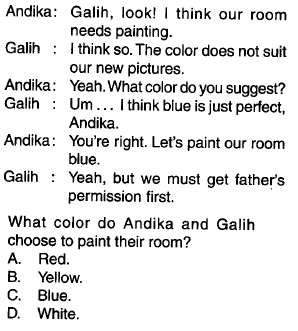 Andika: Galih, look! I think our room
needs painting.
Galih : I think so. The color does not suit
our new pictures.
Andika: Yeah. What color do you suggest?
Galih : Um ... I think blue is just perfect,
Andika.
Andika: You're right. Let's paint our room
blue.
Galih : Yeah, but we must get father's
permission first.
What color do Andika and Galih
choose to paint their room?
A. Red.
B. Yellow.
C. Blue.
D. White.